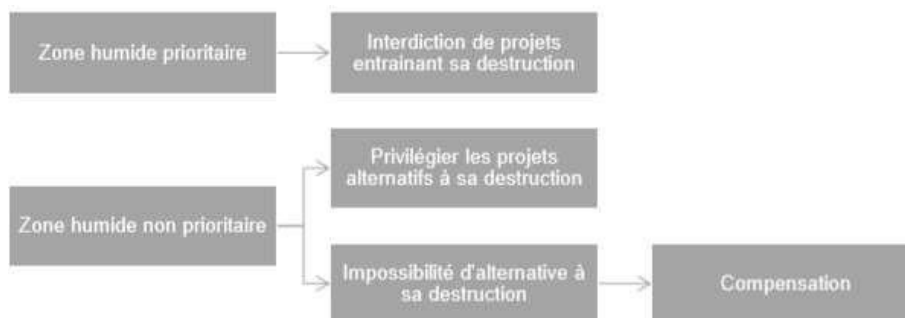 Zone humide prioritaire
Interdiction de projets
entrainant sa destruction
Privilégier les projets
alternatifs à sa destruction
Zone humide non prioritaire
Impossibilité d'alternative à
sa destruction
Compensation